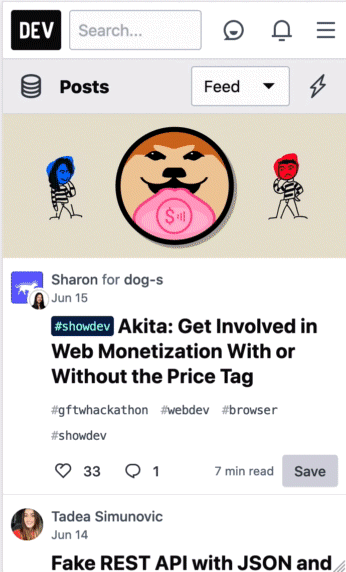 DEV
Search...
Posts
Feed
$
Sharon for dog-s
Jun 15
#showdev Akita: Get Involved in
Web Monetization With or
Without the Price Tag
#gftwhackathon #webdev #browser
#showdev
33 1 7 min read Save
Tadea Simunovic
Jun 14
Fake REST API with JSON and